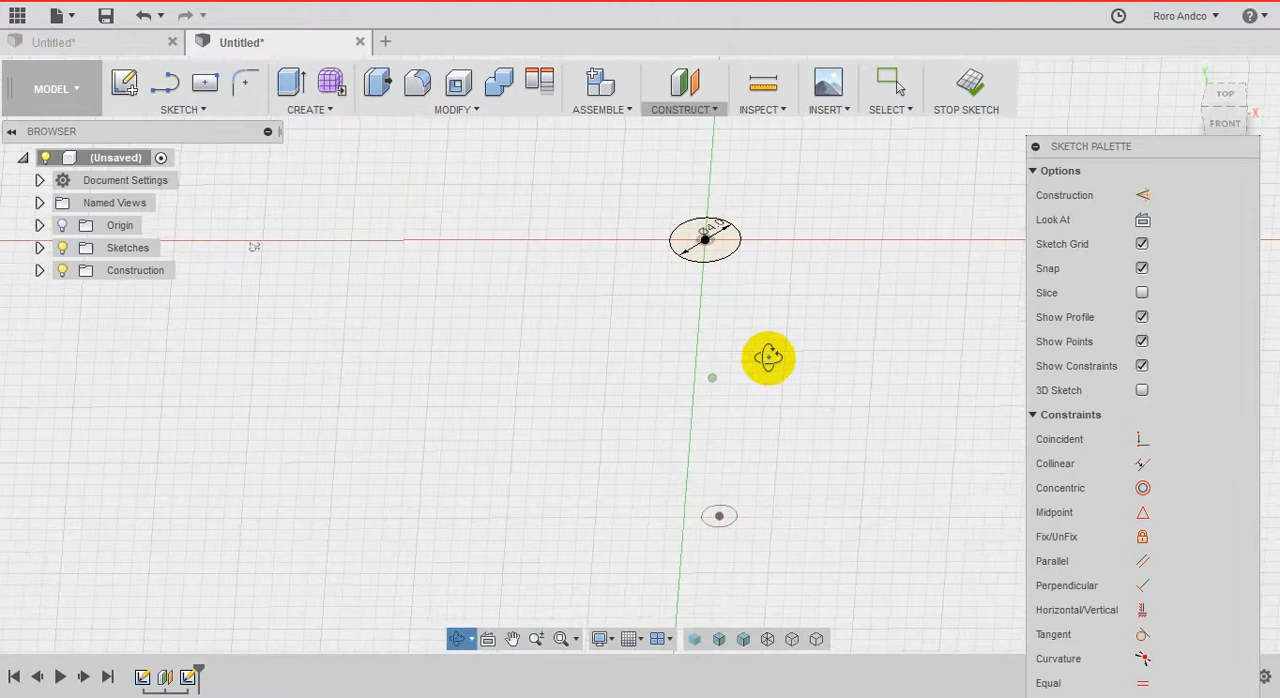 Roro Andco
Untitled*
Untitled*
MODEL
SKETCH
CREATE
MODIFY
ASSEMBLE
CONSTRUCT
INSPECT
INSERT
SELECT
STOP SKETCH
TOP
FRONT
X
Y
BROWSER
(Unsaved)
Document Settings
Named Views
Origin
Sketches
Construction
25
SKETCH PALETTE
Options
Construction
Look At
Sketch Grid
Snap
Slice
Show Profile
Show Points
Show Constraints
3D Sketch
Constraints
Coincident
Collinear
Concentric
Midpoint
Fix/UnFix
Parallel
Perpendicular
Horizontal/Vertical
Tangent
Curvature
Equal